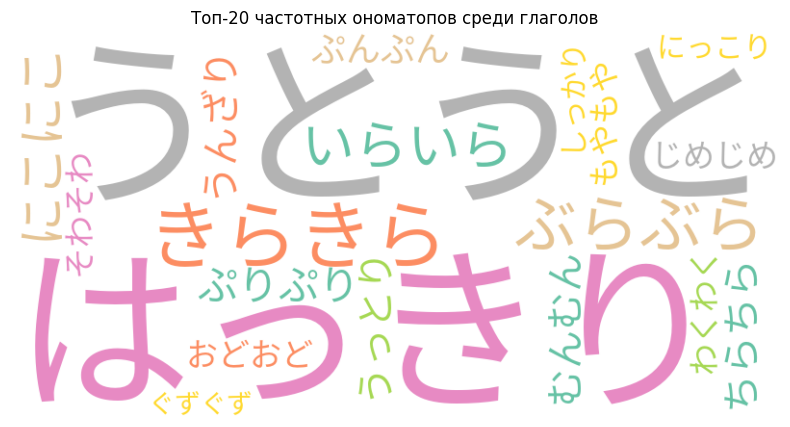 Топ-20 частотных ономатопов среди глаголов
うとうと
ぷんぷん
にっこり
にこにこ
うんざり
いらいら
しっかり
もやもや
じめじめ
そわそわ
きらきら
ぶらぶら
はっきり
ぷりぷり
うっとり
おどおど
ぐずぐず
むんむん
わくわく
ちらちら